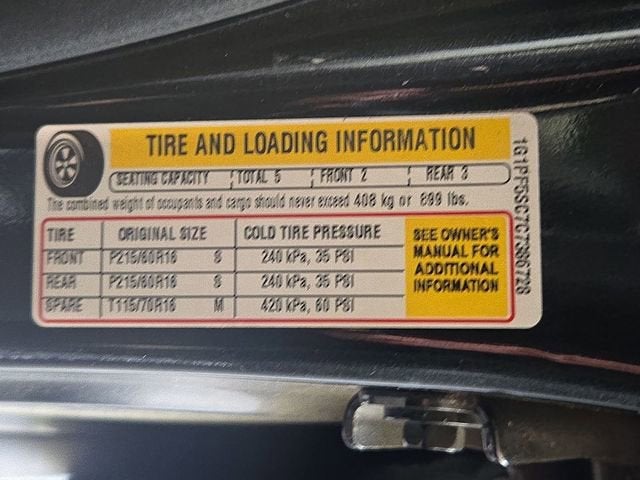 TIRE AND LOADING INFORMATION
SEATING CAPACITY TOTAL 5 FRONT 2 REAR 3
The combined weight of occupants and cargo should never exceed 408 kg or 899 lbs.
TIRE ORIGINAL SIZE COLD TIRE PRESSURE
FRONT P215/60R16 S 240 kPa, 35 PSI
REAR P215/60R16 S 240 kPa, 35 PSI
SPARE T115/70R16 M 420 kPa, 60 PSI
SEE OWNER'S
MANUAL FOR
ADDITIONAL
INFORMATION
1G1PF5SC7C7396728